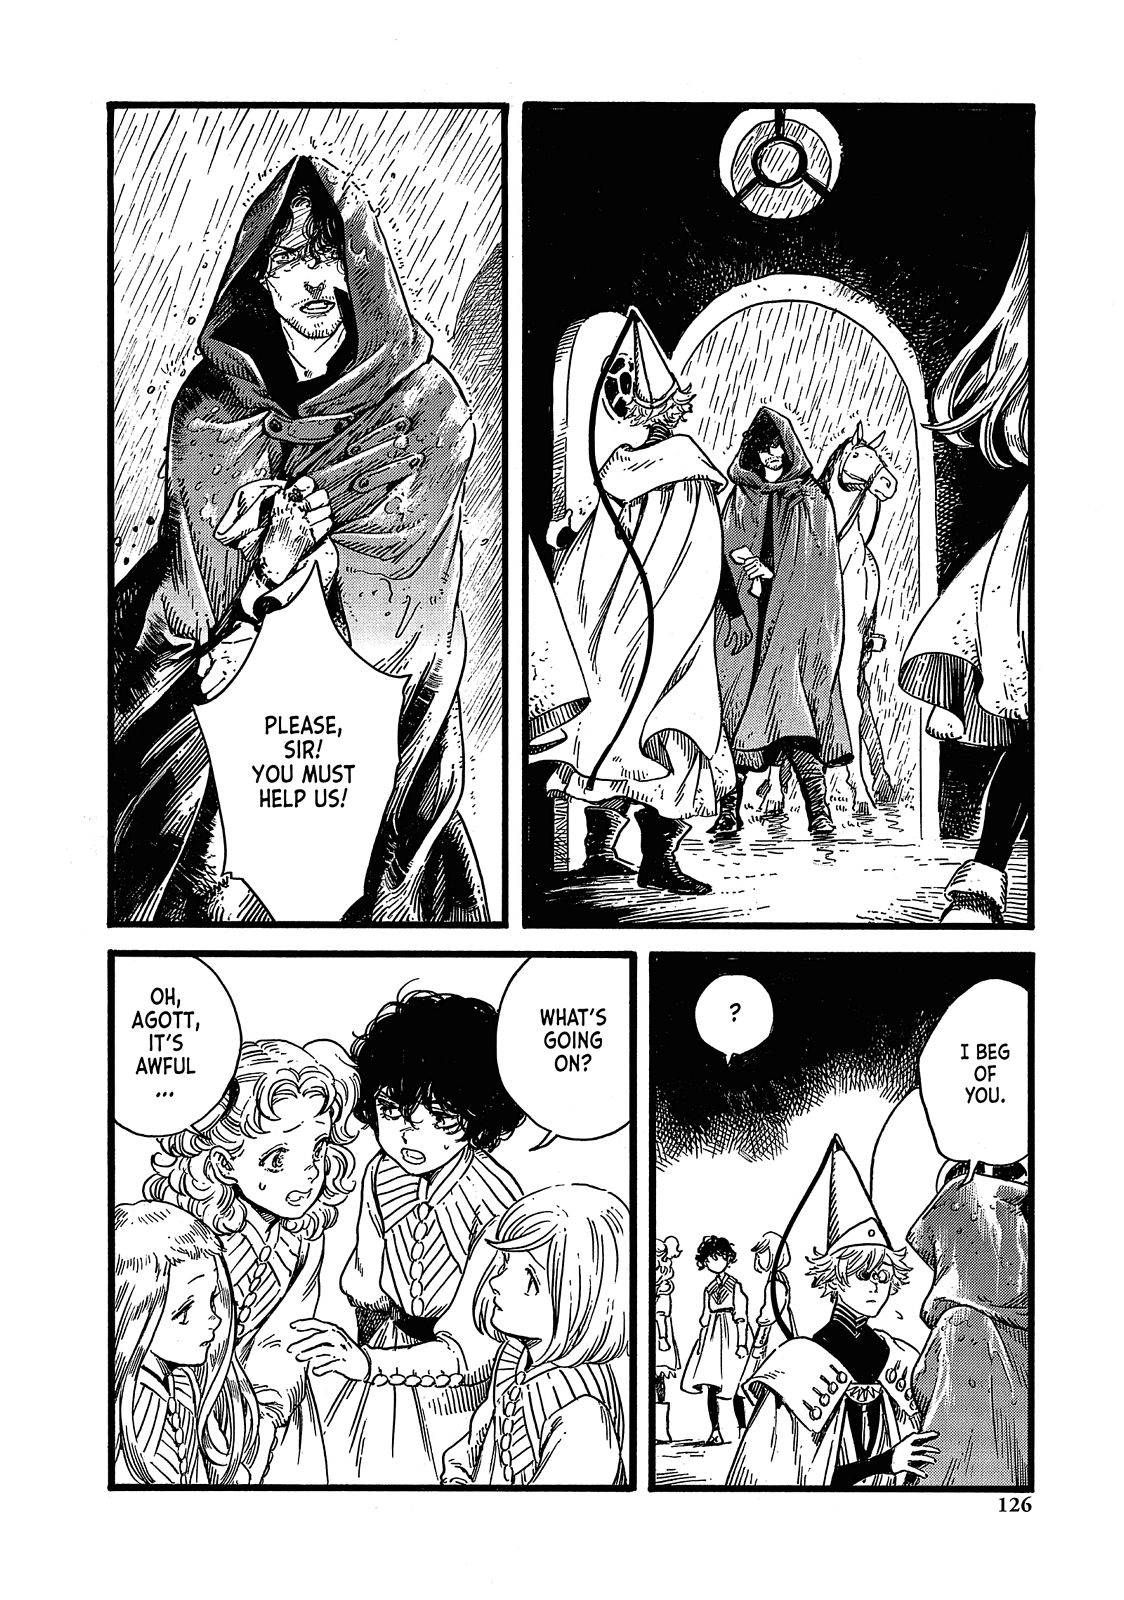 PLEASE,
SIR!
YOU MUST
HELP US!
I BEG
OF
YOU.
?
WHAT'S
GOING
ON?
OH,
AGOTT,
IT'S
AWFUL
...
126